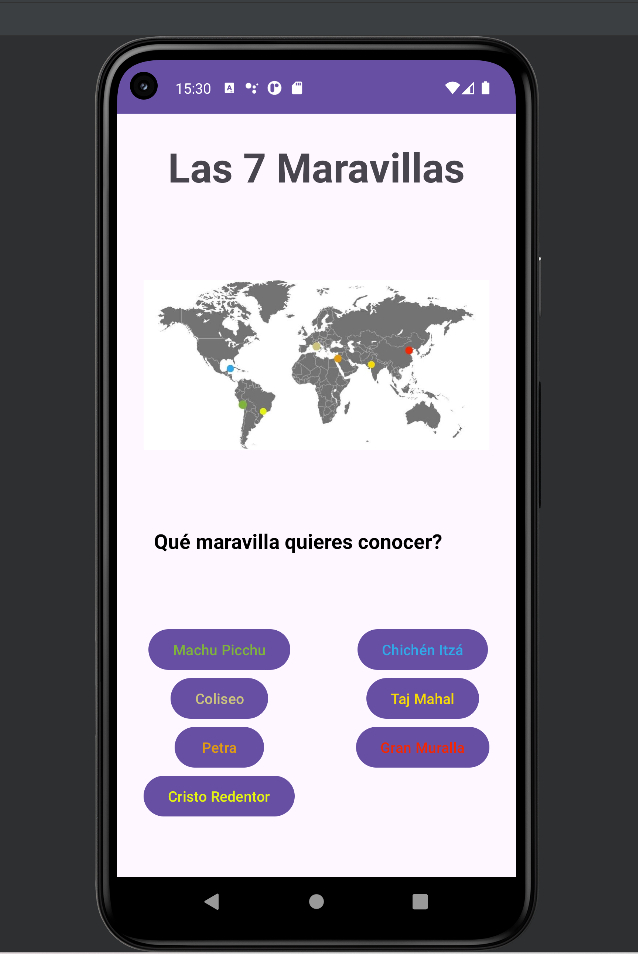 15:30
Las 7 Maravillas
Qué maravilla quieres conocer?
Machu Picchu
Chichén Itzá
Coliseo
Taj Mahal
Petra
Gran Muralla
Cristo Redentor